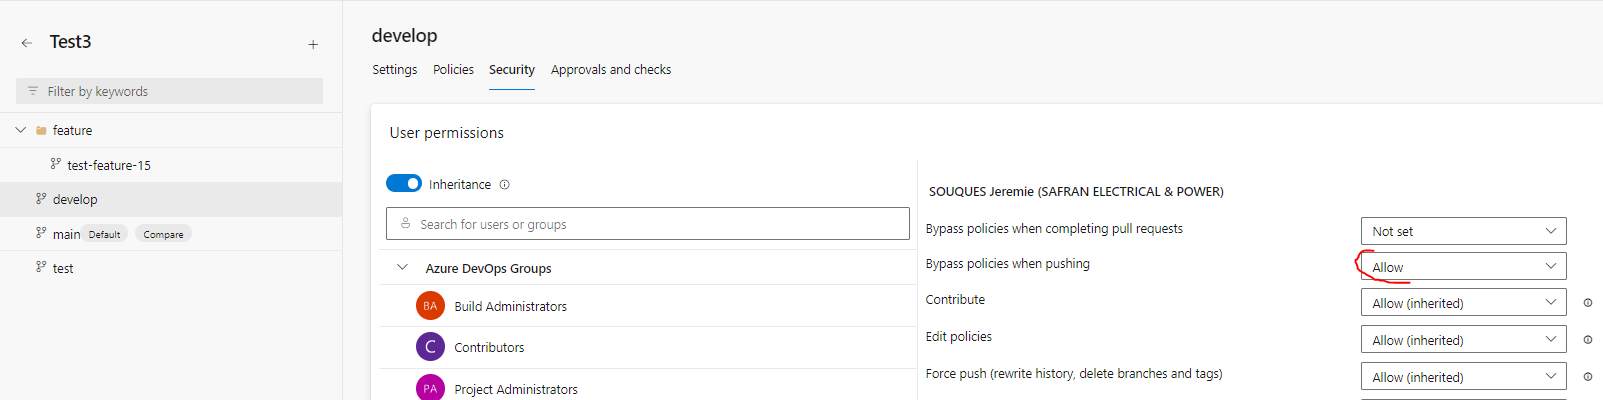 Test3
Filter by keywords
feature
test-feature-15
develop
main Default Compare
test
develop
Settings Policies Security Approvals and checks
User permissions
Inheritance
Search for users or groups
Azure DevOps Groups
BA Build Administrators
C Contributors
PA Project Administrators
SOUQUES Jeremie (SAFRAN ELECTRICAL & POWER)
Bypass policies when completing pull requests Not set
Bypass policies when pushing Allow
Contribute Allow (inherited)
Edit policies Allow (inherited)
Force push (rewrite history, delete branches and tags) Allow (inherited)